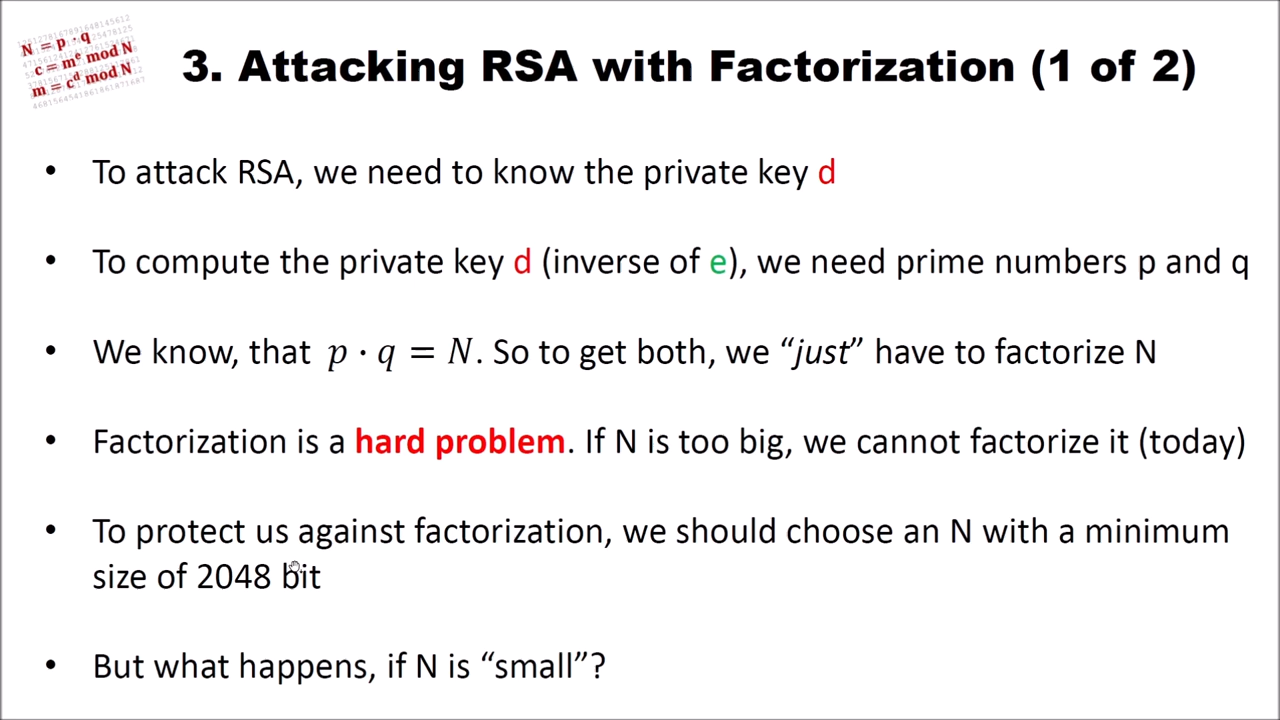 N = p · q
c = mᵉ mod N
m = cᵈ mod N
3. Attacking RSA with Factorization (1 of 2)
• To attack RSA, we need to know the private key d
• To compute the private key d (inverse of e), we need prime numbers p and q
• We know, that p · q = N. So to get both, we “just” have to factorize N
• Factorization is a hard problem. If N is too big, we cannot factorize it (today)
• To protect us against factorization, we should choose an N with a minimum
size of 2048 bit
• But what happens, if N is “small”?